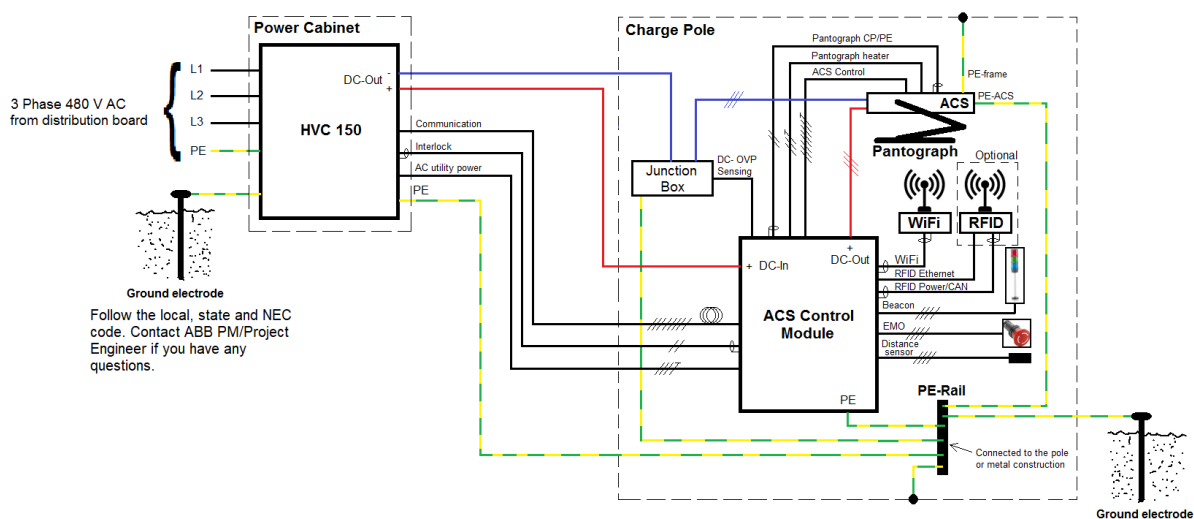 Power Cabinet
L1
L2
L3
PE
3 Phase 480 V AC
from distribution board
DC-Out
-
+
HVC 150
Communication
Interlock
AC utility power
PE
Ground electrode
Follow the local, state and NEC
code. Contact ABB PM/Project
Engineer if you have any
questions.
Charge Pole
Pantograph CP/PE
Pantograph heater
ACS Control
PE-frame
PE-ACS
ACS
Pantograph
Optional
Junction
Box
DC- OVP
Sensing
WiFi
RFID
+
+ DC-In
DC-Out
ACS Control
Module
PE
WiFi
RFID Ethernet
RFID Power/CAN
Beacon
EMO
Distance
sensor
PE-Rail
Connected to the pole
or metal construction
Ground electrode